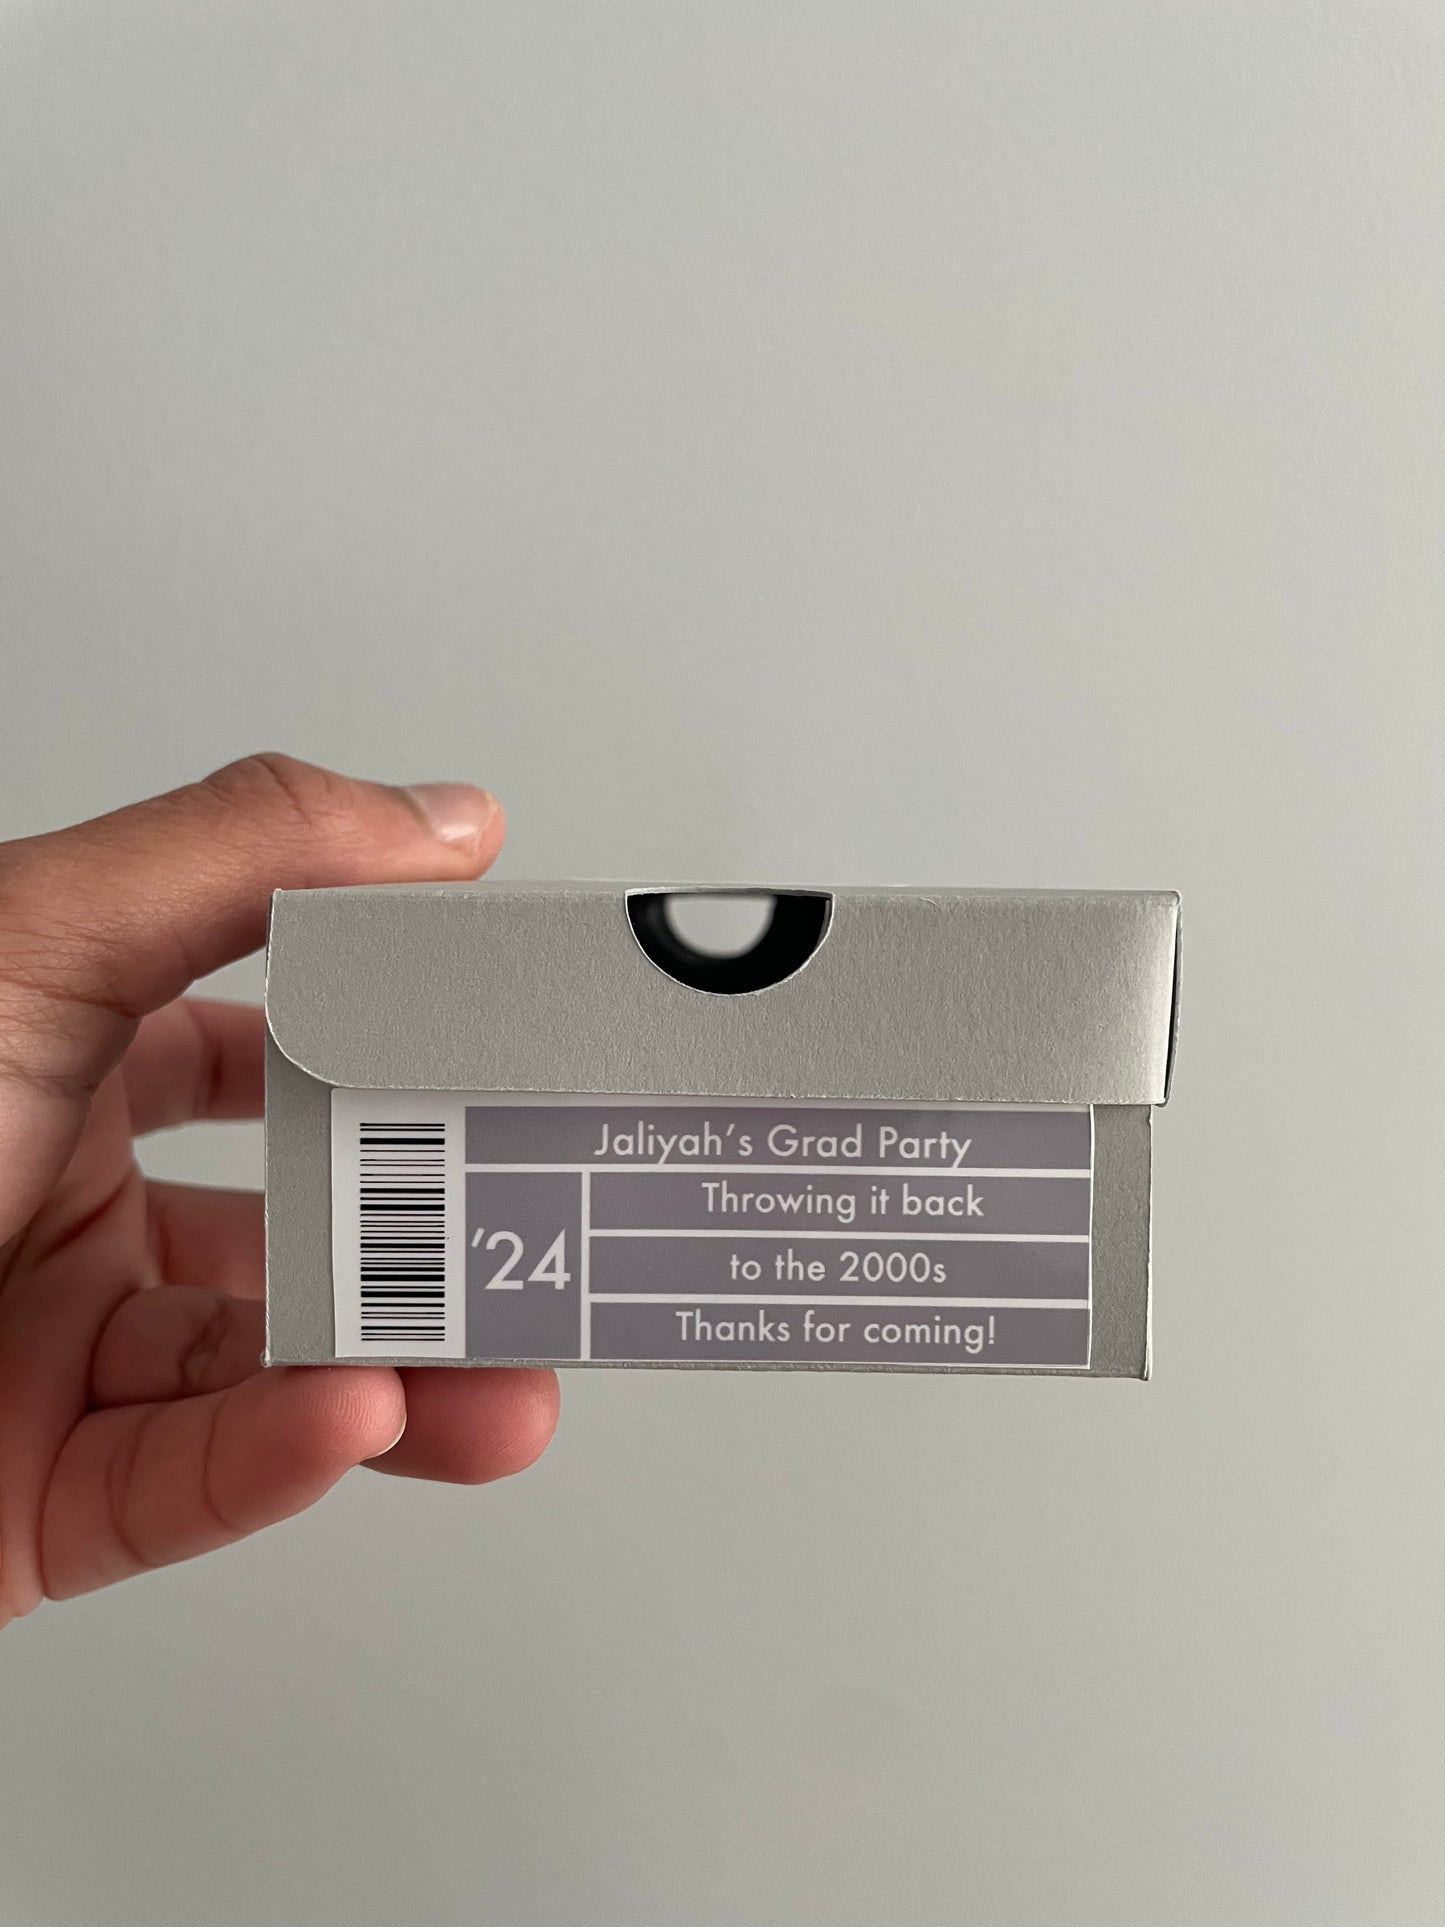 Jaliyah’s Grad Party
’24
Throwing it back
to the 2000s
Thanks for coming!